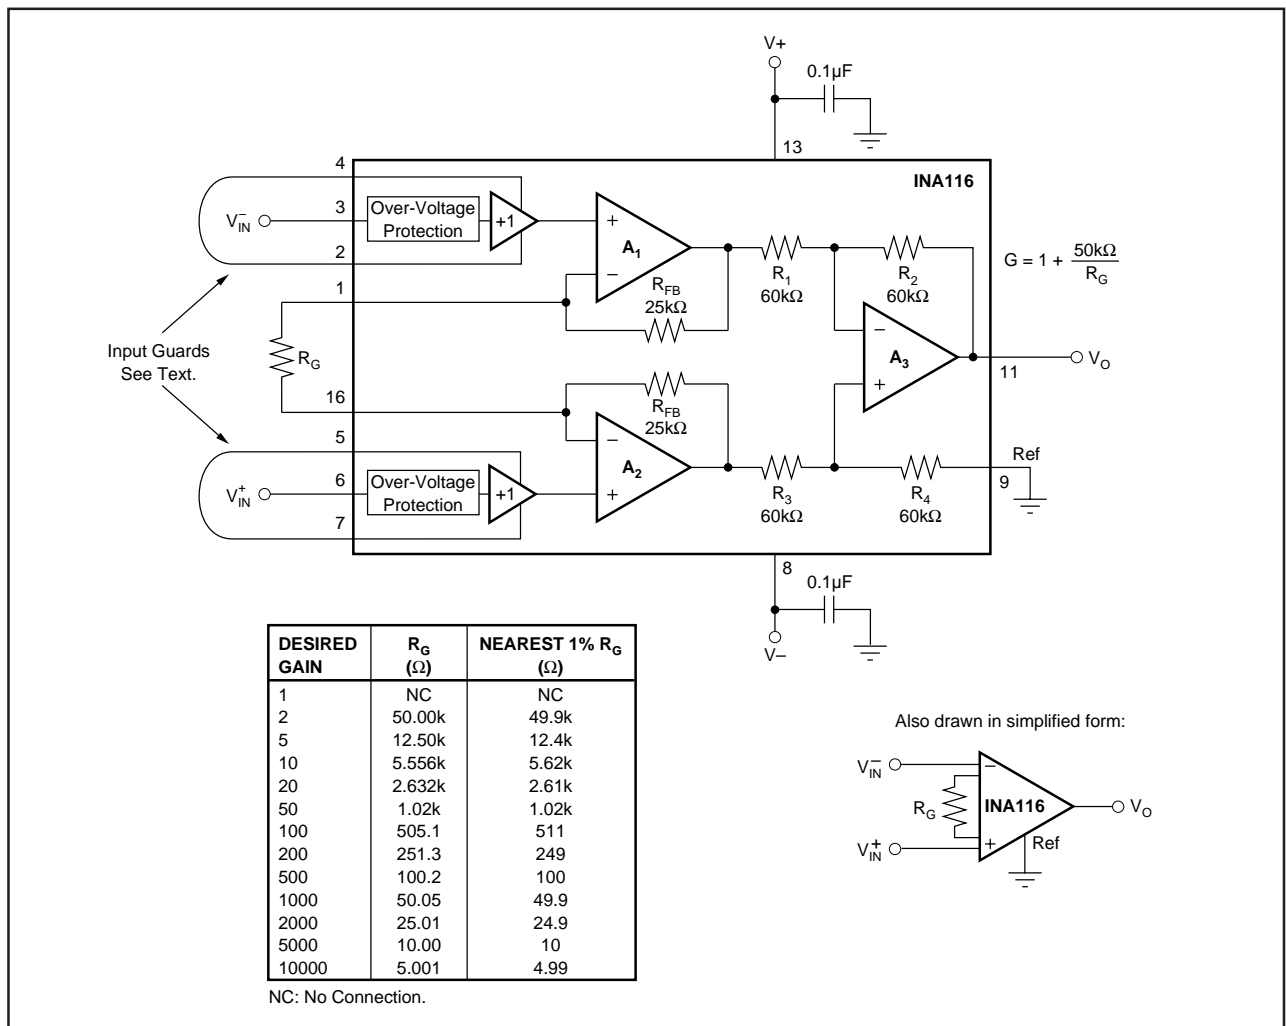 V+
0.1µF
13
INA116
4
3
2
1
16
5
6
7
V⁻IN
Over-Voltage
Protection
+1
+
A1
−
RFB
25kΩ
R1
60kΩ
R2
60kΩ
G = 1 + 50kΩ
RG
Input Guards
See Text.
RG
−
A3
+
11
VO
RFB
25kΩ
−
A2
+
V⁺IN
Over-Voltage
Protection
+1
R3
60kΩ
R4
60kΩ
Ref
9
8
0.1µF
V−
DESIRED GAIN RG (Ω) NEAREST 1% RG (Ω)
1 NC NC
2 50.00k 49.9k
5 12.50k 12.4k
10 5.556k 5.62k
20 2.632k 2.61k
50 1.02k 1.02k
100 505.1 511
200 251.3 249
500 100.2 100
1000 50.05 49.9
2000 25.01 24.9
5000 10.00 10
10000 5.001 4.99
NC: No Connection.
Also drawn in simplified form:
V⁻IN
−
RG
INA116
VO
V⁺IN
+
Ref